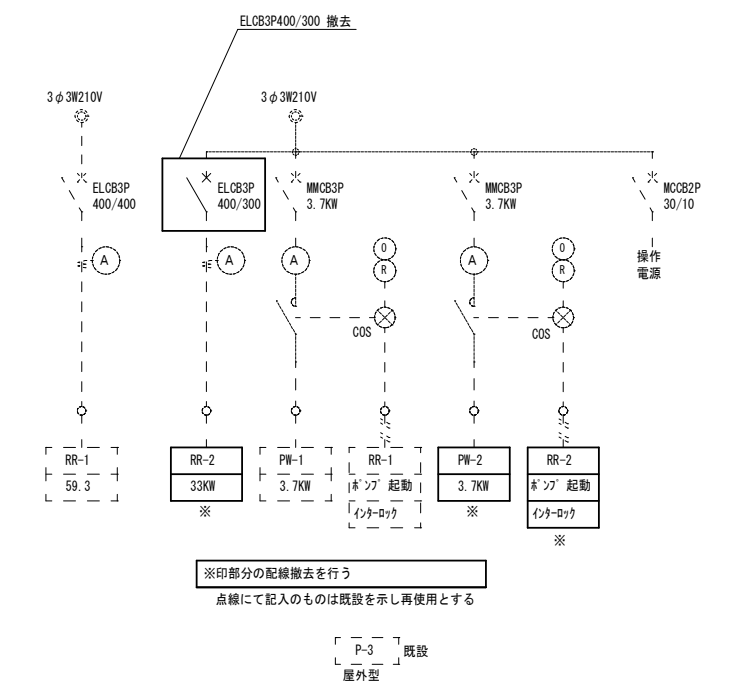 ELCB3P400/300 撤去
3φ3W210V
3φ3W210V
ELCB3P
400/400
ELCB3P
400/300
MMCB3P
3.7KW
MMCB3P
3.7KW
MCCB2P
30/10
A
A
A
O
R
A
O
R
操作
電源
COS
COS
RR-1
59.3
RR-2
33KW
※
PW-1
3.7KW
RR-1
ポンプ起動
インターロック
PW-2
3.7KW
※
RR-2
ポンプ起動
インターロック
※
※印部分の配線撤去を行う
点線にて記入のものは既設を示し再使用とする
P-3
既設
屋外型